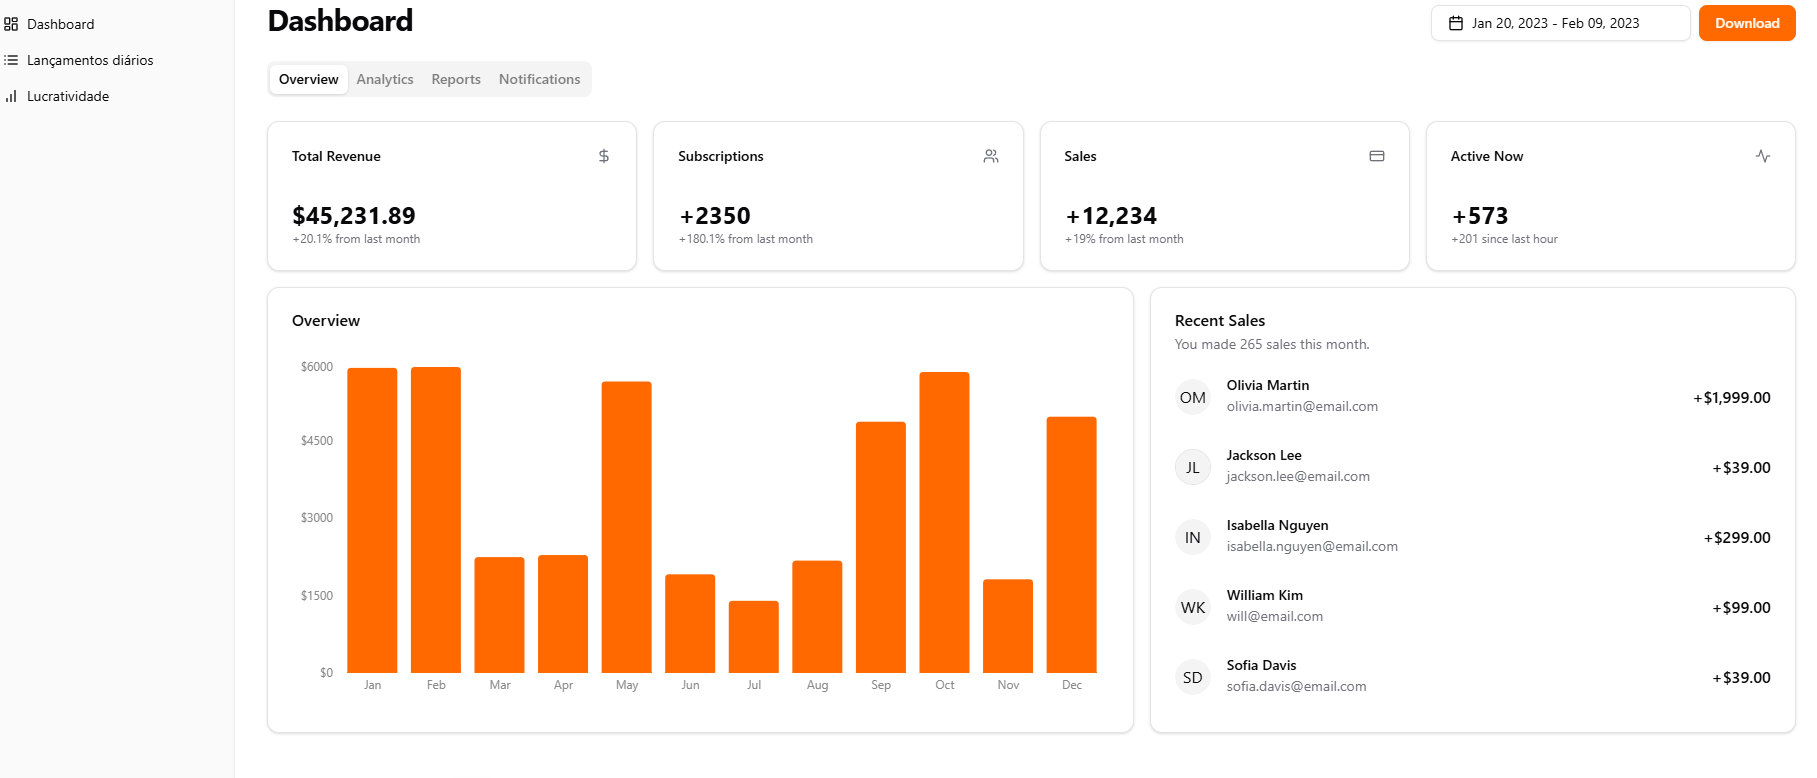 Dashboard
Lançamentos diários
Lucratividade
Dashboard
Jan 20, 2023 - Feb 09, 2023
Download
Overview Analytics Reports Notifications
Total Revenue
$45,231.89
+20.1% from last month
Subscriptions
+2350
+180.1% from last month
Sales
+12,234
+19% from last month
Active Now
+573
+201 since last hour
Overview
$6000
$4500
$3000
$1500
$0
Jan Feb Mar Apr May Jun Jul Aug Sep Oct Nov Dec
Recent Sales
You made 265 sales this month.
OM
Olivia Martin
olivia.martin@email.com
+$1,999.00
JL
Jackson Lee
jackson.lee@email.com
+$39.00
IN
Isabella Nguyen
isabella.nguyen@email.com
+$299.00
WK
William Kim
will@email.com
+$99.00
SD
Sofia Davis
sofia.davis@email.com
+$39.00